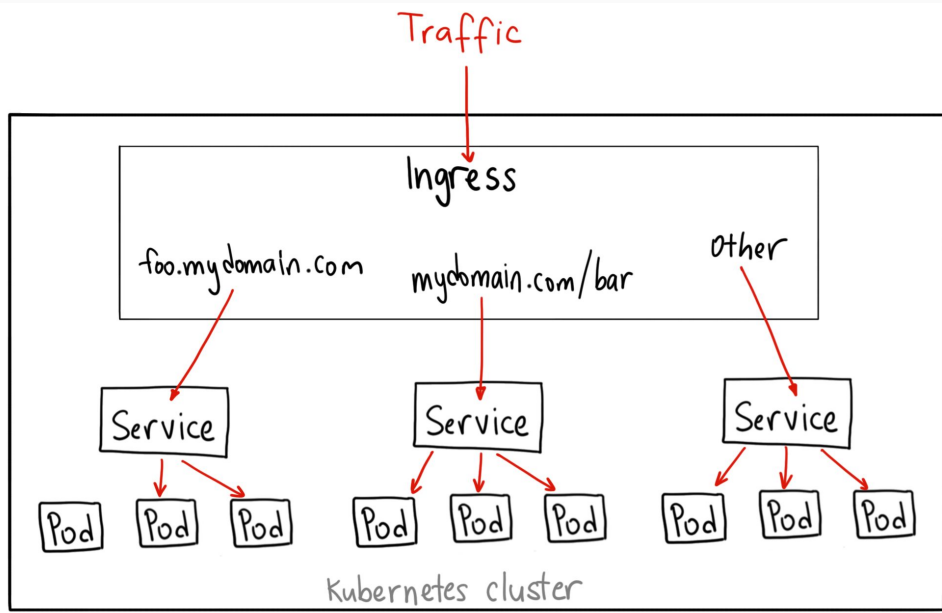 Traffic
Ingress
foo.mydomain.com
mydomain.com/bar
Other
Service
Service
Service
Pod
Pod
Pod
Pod
Pod
Pod
Pod
Pod
Pod
Kubernetes cluster